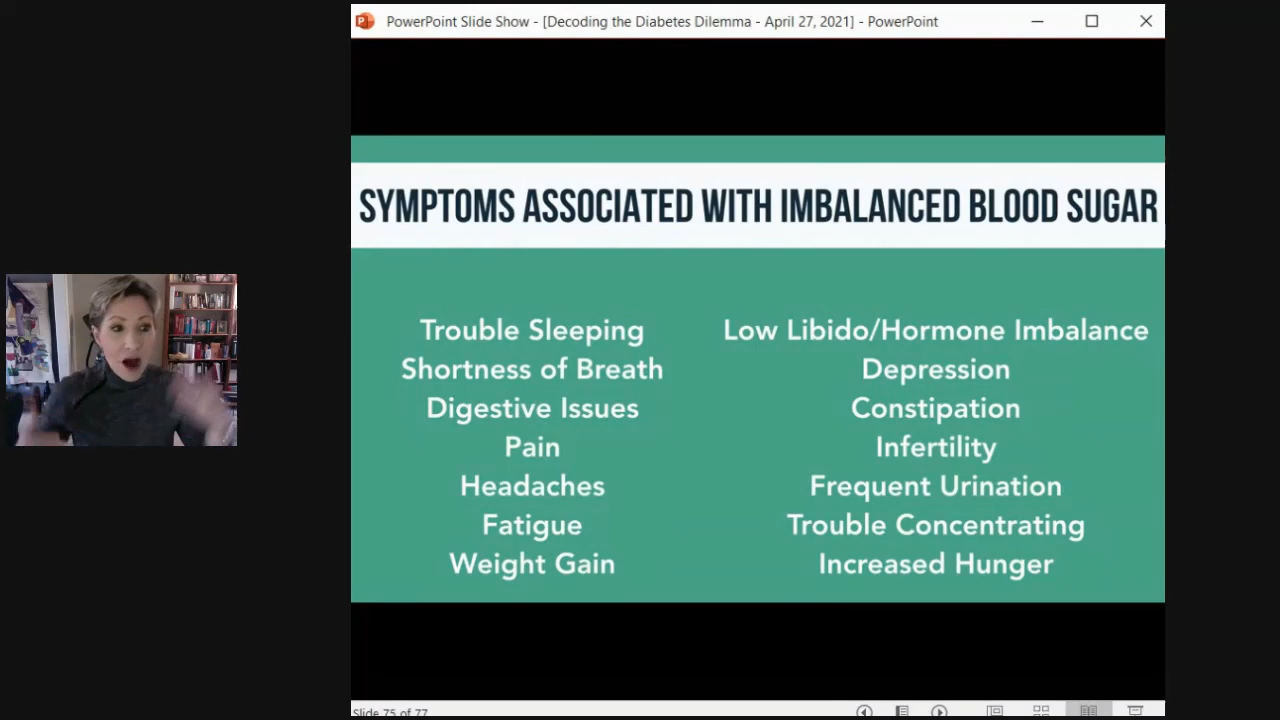 PowerPoint Slide Show - [Decoding the Diabetes Dilemma - April 27, 2021] - PowerPoint
SYMPTOMS ASSOCIATED WITH IMBALANCED BLOOD SUGAR
Trouble Sleeping
Shortness of Breath
Digestive Issues
Pain
Headaches
Fatigue
Weight Gain
Low Libido/Hormone Imbalance
Depression
Constipation
Infertility
Frequent Urination
Trouble Concentrating
Increased Hunger
Slide 75 of 77